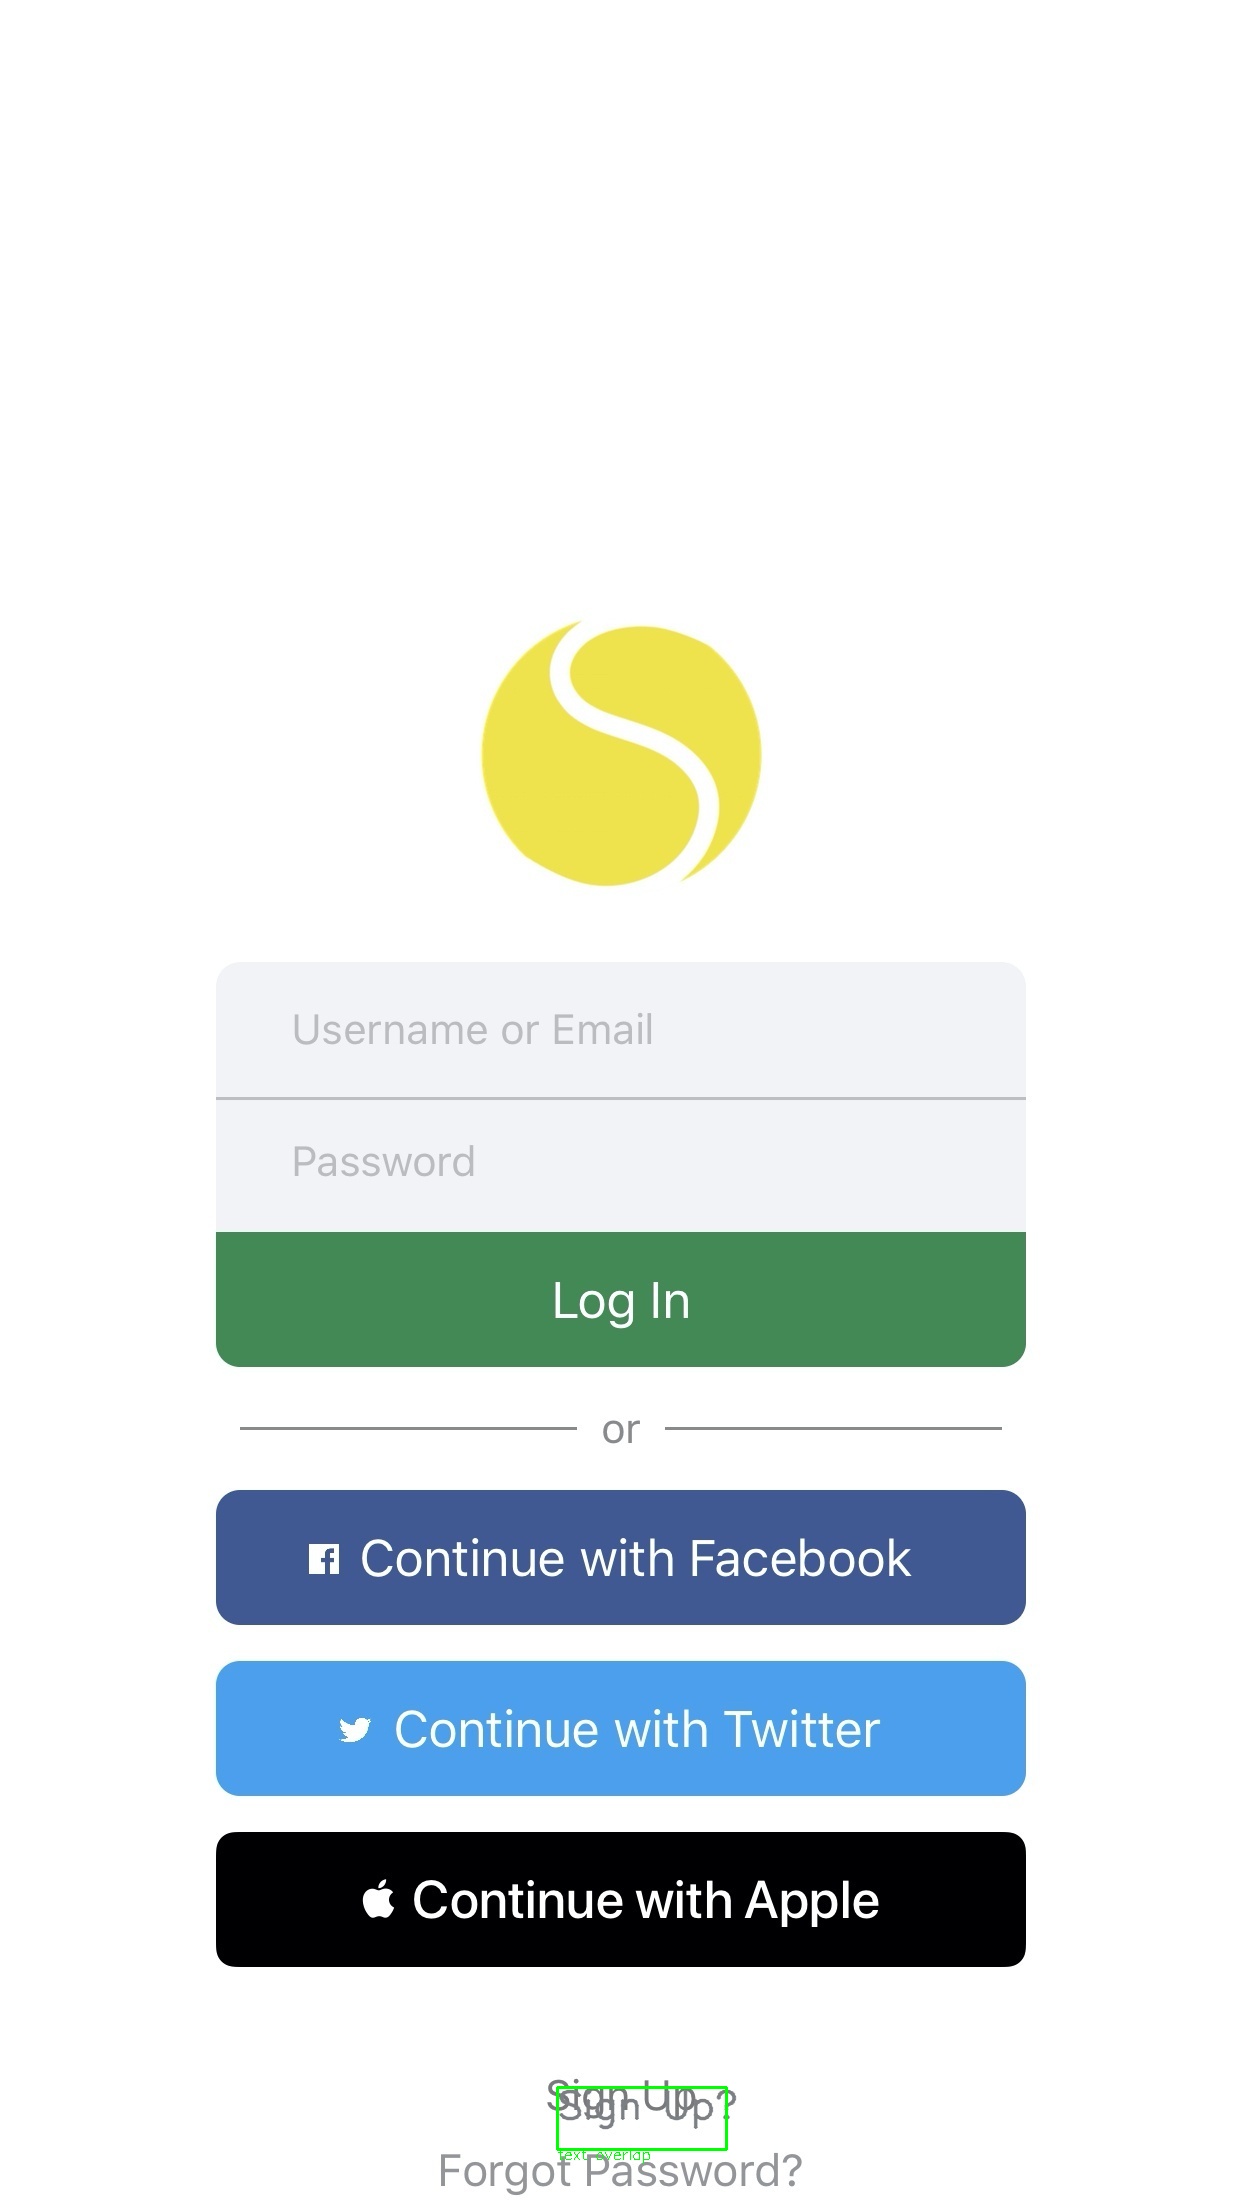 Username or Email
Password
Log In
or
Continue with Facebook
Continue with Twitter
Continue with Apple
Sign Up
Sign Up?
text overlap
Forgot Password?